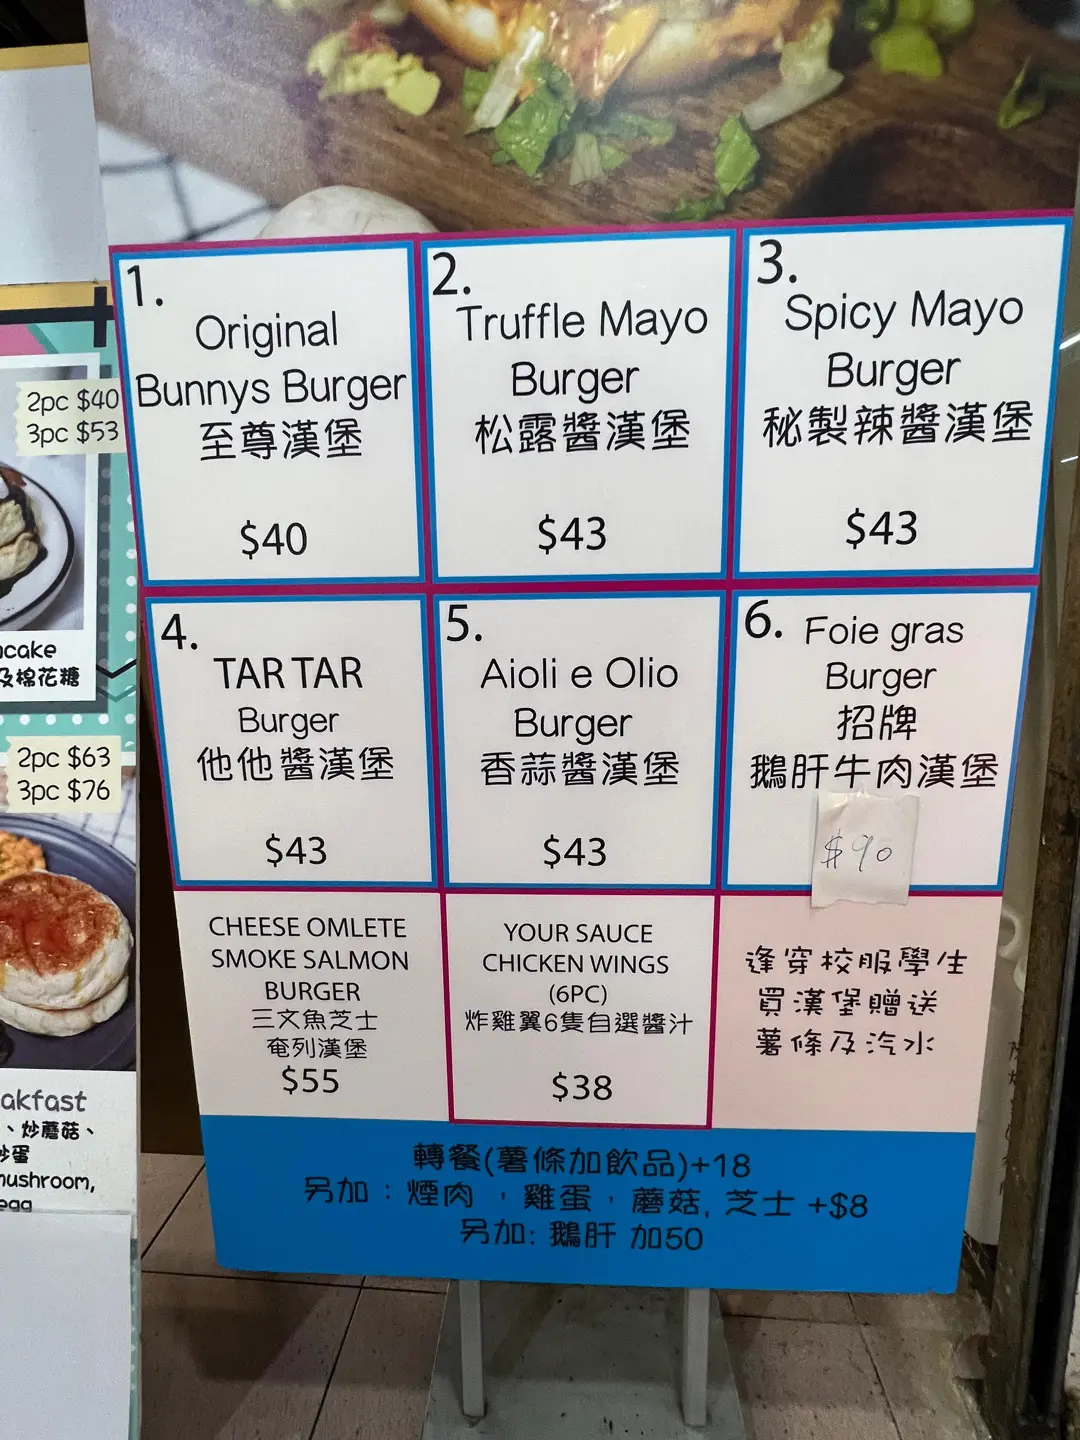 1.
Original
Bunnys Burger
至尊漢堡
$40
2.
Truffle Mayo
Burger
松露醬漢堡
$43
3.
Spicy Mayo
Burger
秘製辣醬漢堡
$43
4.
TAR TAR
Burger
他他醬漢堡
$43
5.
Aioli e Olio
Burger
香蒜醬漢堡
$43
6.
Foie gras
Burger
招牌
鵝肝牛肉漢堡
$90
CHEESE OMLETE
SMOKE SALMON
BURGER
三文魚芝士
奄列漢堡
$55
YOUR SAUCE
CHICKEN WINGS
(6PC)
炸雞翼6隻自選醬汁
$38
逢穿校服學生
買漢堡贈送
薯條及汽水
轉餐(薯條加飲品)+18
另加：煙肉，雞蛋，蘑菇, 芝士 +$8
另加: 鵝肝 加50
2pc $40
3pc $53
ncake
及棉花糖
2pc $63
3pc $76
akfast
、炒蘑菇、
炒蛋
mushroom,
egg